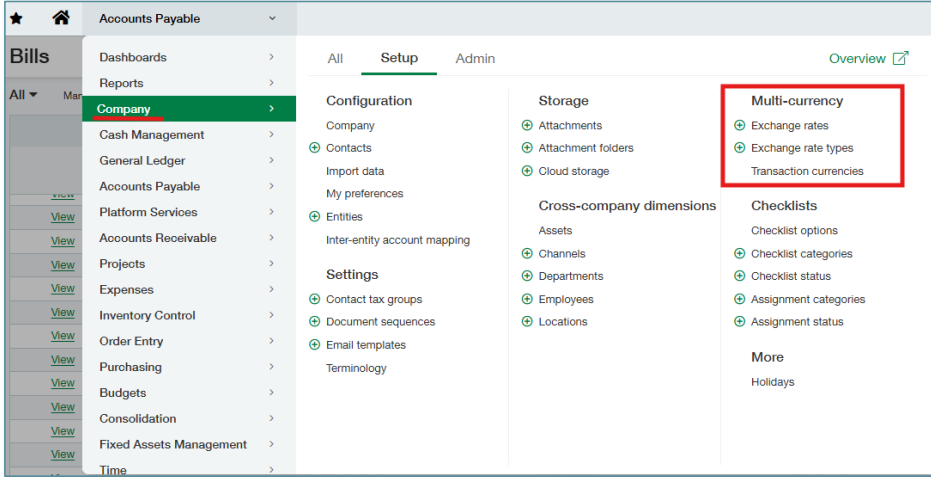 Accounts Payable
Bills
All
Man
View
View
View
View
View
View
View
View
View
View
View
View
Dashboards
Reports
Company
Cash Management
General Ledger
Accounts Payable
Platform Services
Accounts Receivable
Projects
Expenses
Inventory Control
Order Entry
Purchasing
Budgets
Consolidation
Fixed Assets Management
Time
All Setup Admin
Overview
Configuration
Company
Contacts
Import data
My preferences
Entities
Inter-entity account mapping
Settings
Contact tax groups
Document sequences
Email templates
Terminology
Storage
Attachments
Attachment folders
Cloud storage
Cross-company dimensions
Assets
Channels
Departments
Employees
Locations
Multi-currency
Exchange rates
Exchange rate types
Transaction currencies
Checklists
Checklist options
Checklist categories
Checklist status
Assignment categories
Assignment status
More
Holidays